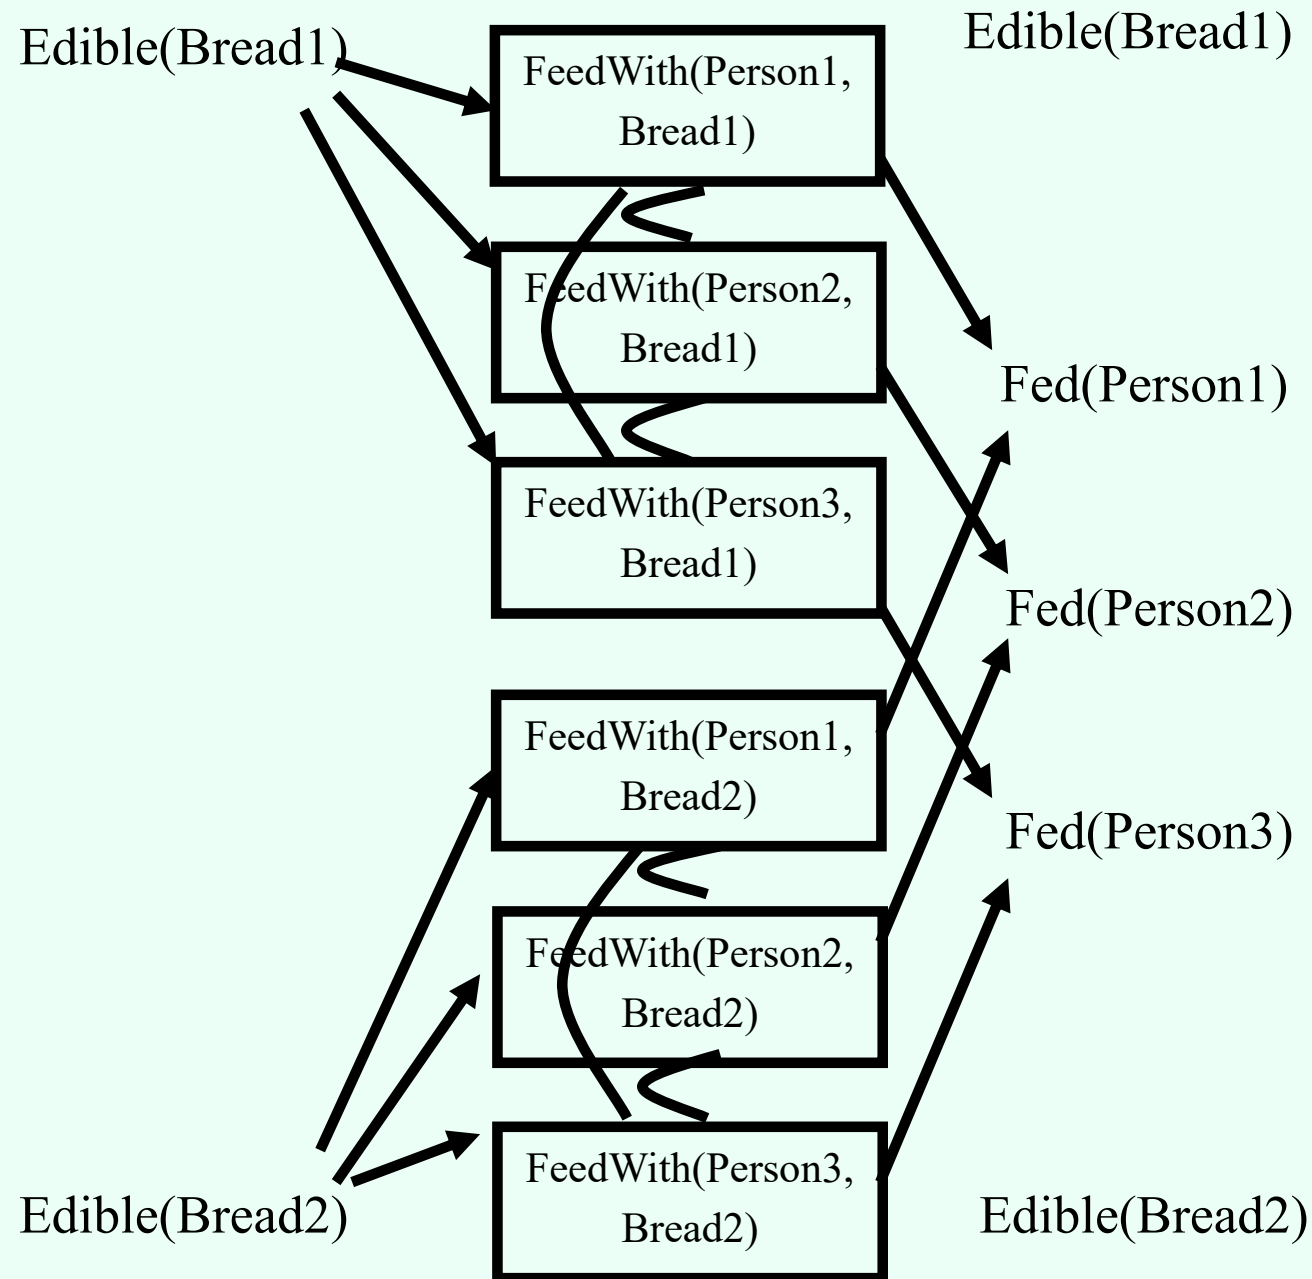 Edible(Bread1)
FeedWith(Person1,
Bread1)
Edible(Bread1)
FeedWith(Person2,
Bread1)
Fed(Person1)
FeedWith(Person3,
Bread1)
Fed(Person2)
FeedWith(Person1,
Bread2)
Fed(Person3)
FeedWith(Person2,
Bread2)
FeedWith(Person3,
Bread2)
Edible(Bread2)
Edible(Bread2)